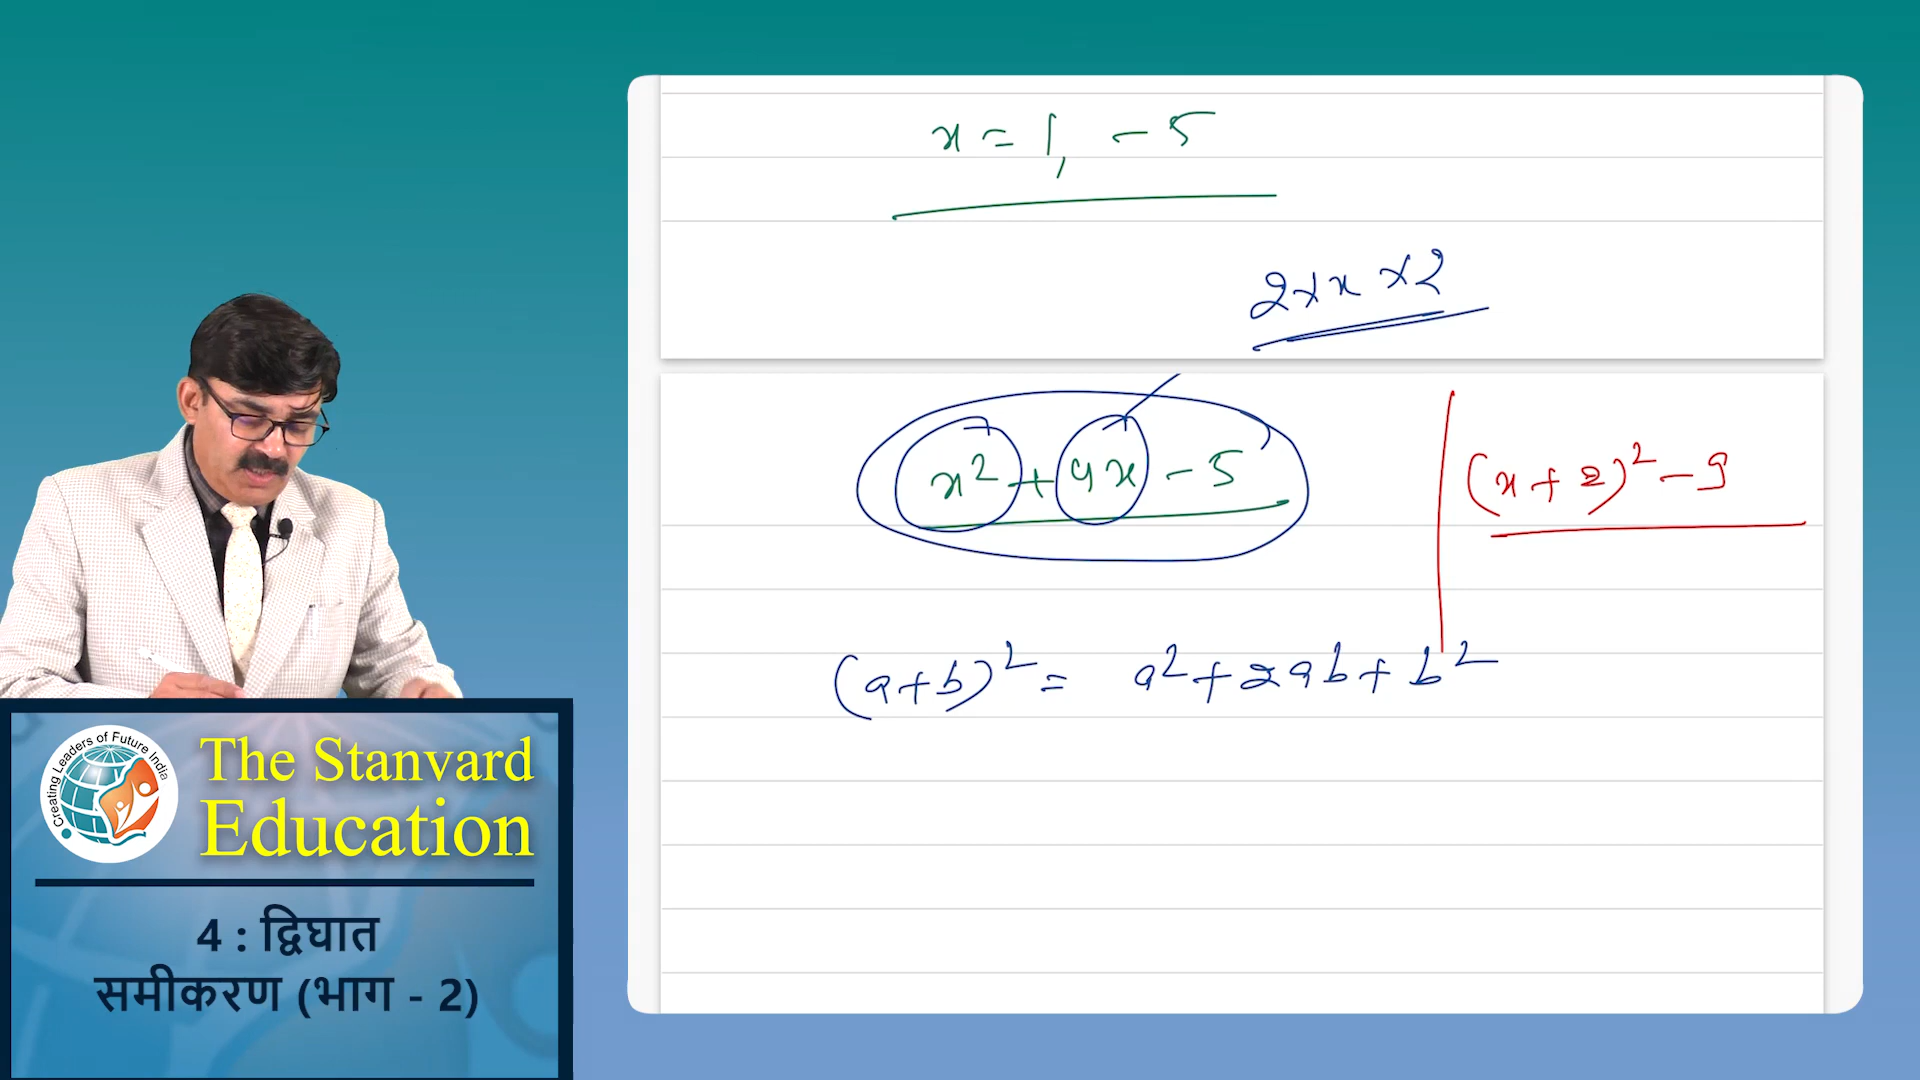 x = 1, - 5
2 × x × 2
x² + 4x - 5
(x + 2)² - 9
(a + b)² = a² + 2ab + b²
Creating Leaders of Future India
The Stanvard
Education
4 : द्विघात
समीकरण (भाग - 2)